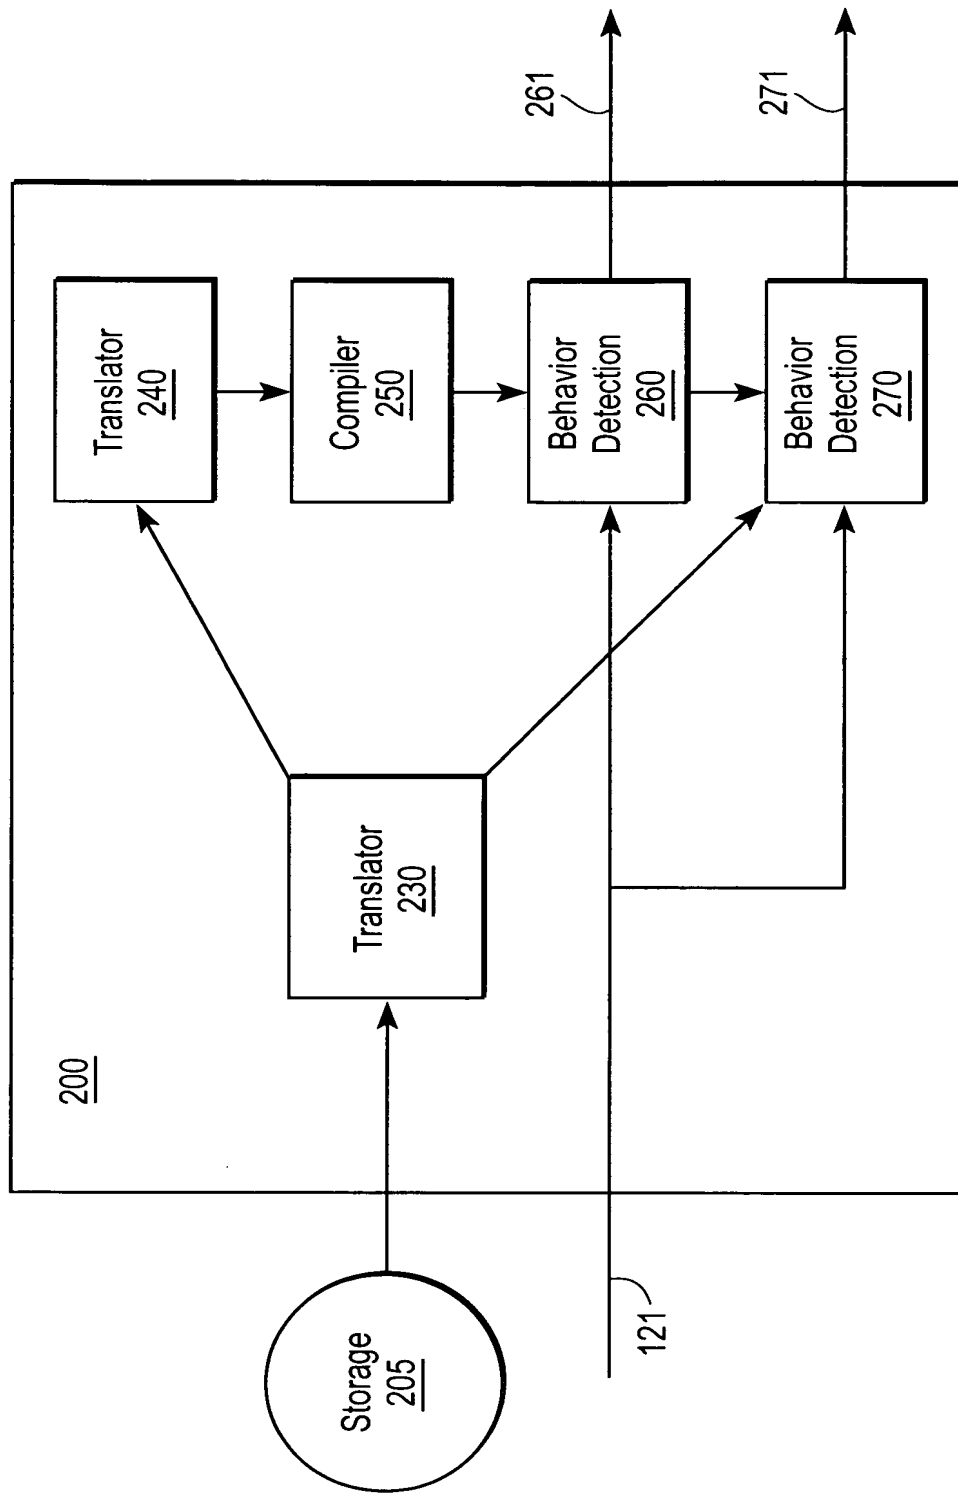 200
Storage
205
121
Translator
230
Translator
240
Compiler
250
Behavior
Detection
260
Behavior
Detection
270
261
271